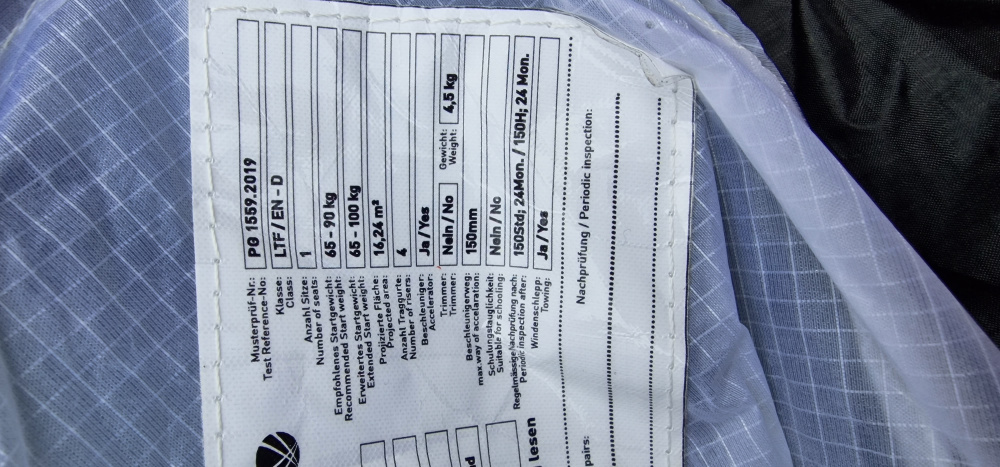 Musterprüf-Nr.: PG 1559.2019
Test Reference-No:
Klasse: LTF / EN - D
Class:
Anzahl Sitze: 1
Number of seats:
Empfohlenes Startgewicht: 65 - 90 kg
Recommended Start weight:
Erweitertes Startgewicht: 65 - 100 kg
Extended Start weight:
Projizierte Fläche: 16,24 m²
Projected area:
Anzahl Traggurte: 4
Number of risers:
Beschleuniger: Ja / Yes
Accelerator:
Trimmer: Nein / No Gewicht: 4,5 kg
Trimmer: Weight:
Beschleunigerweg: 150mm
max.way of accelaration:
Schulungstauglichkeit: Nein / No
Suitable for schooling:
Regelmässige Nachprüfung nach: 150Std; 24Mon. / 150H; 24 Mon.
Periodic inspection after:
Windenschlepp: Ja / Yes
Towing:
Nachprüfung / Periodic inspection:
pairs:
lesen